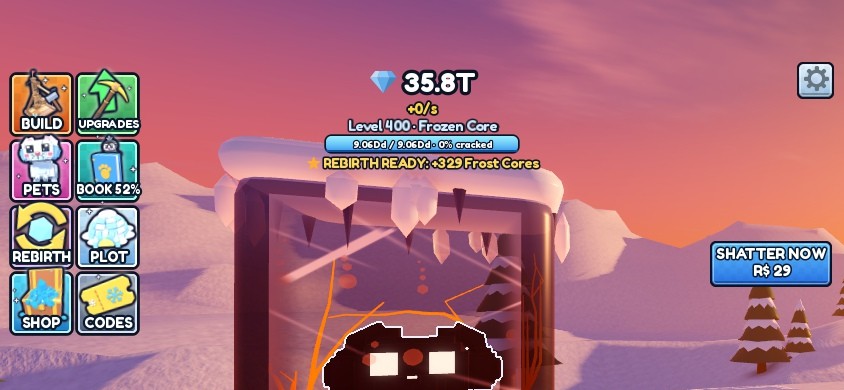 35.8T
+0/s
Level 400 · Frozen Core
9.06Dd / 9.06Dd · 0% cracked
REBIRTH READY: +329 Frost Cores
BUILD
UPGRADES
PETS
BOOK 52%
REBIRTH
PLOT
SHOP
CODES
SHATTER NOW
R$ 29